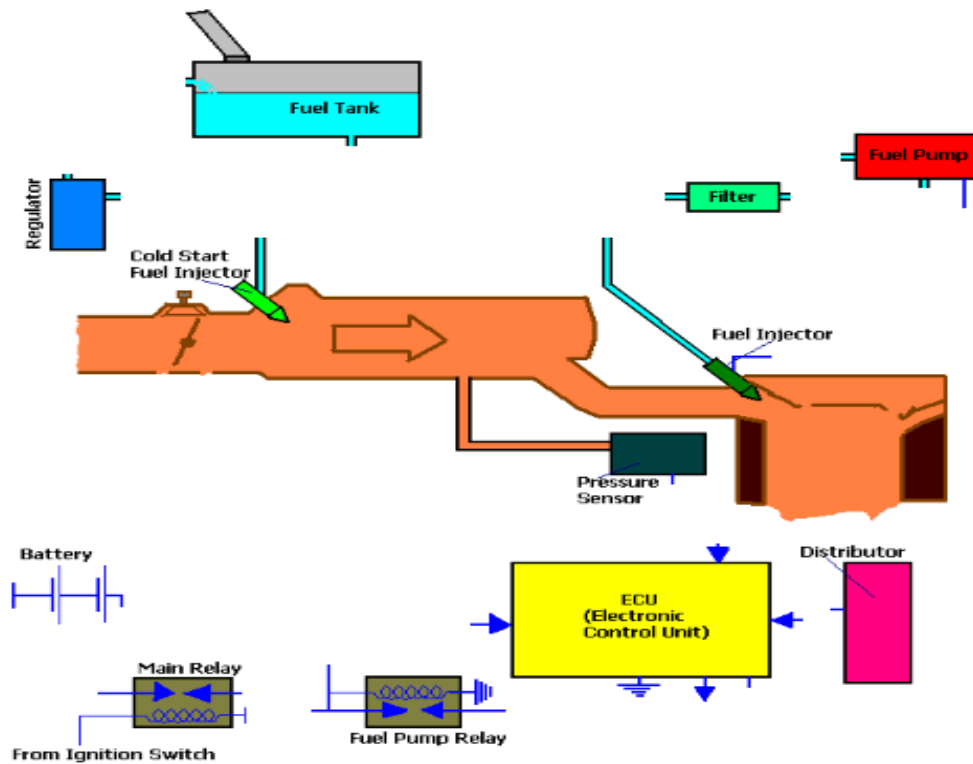 Fuel Tank
Fuel Pump
Filter
Regulator
Cold Start
Fuel Injector
Fuel Injector
Pressure
Sensor
Battery
ECU
(Electronic
Control Unit)
Distributor
Main Relay
From Ignition Switch
Fuel Pump Relay